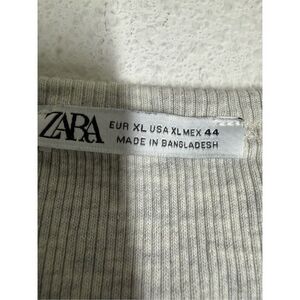 ZARA
EUR XL USA XL MEX 44
MADE IN BANGLADESH